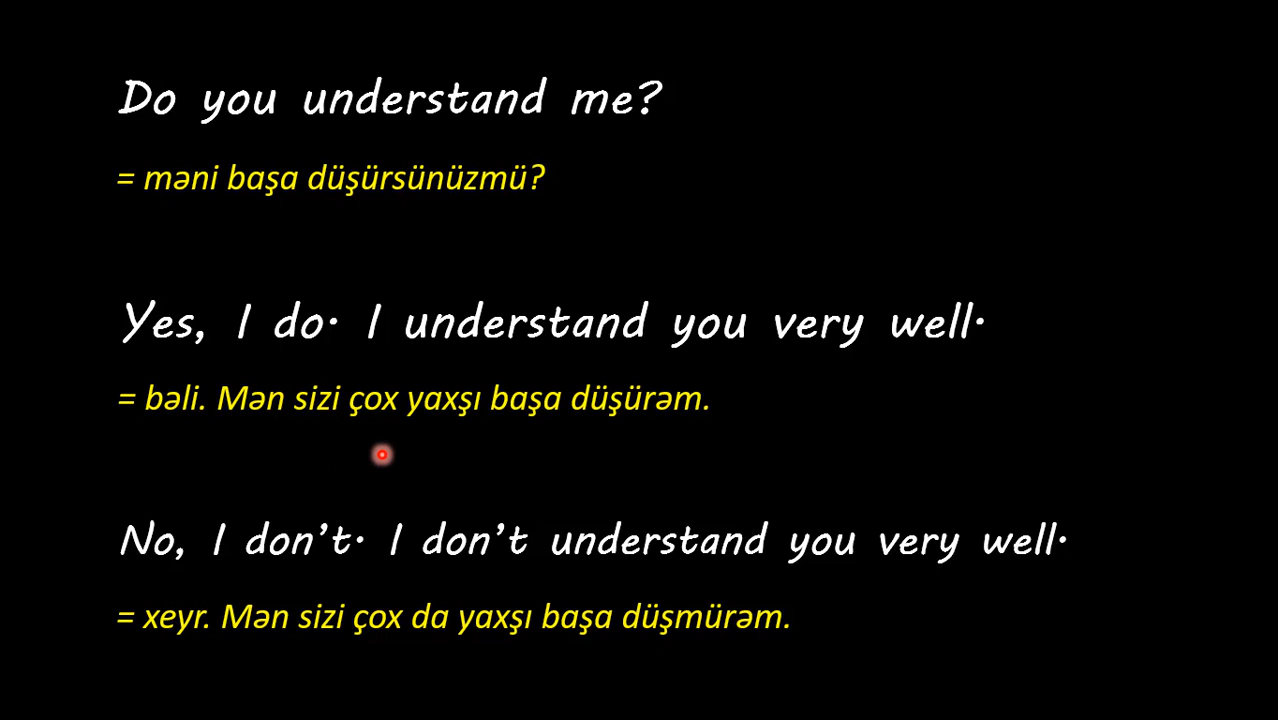 Do you understand me?
= məni başa düşürsünüzmü?
Yes, I do. I understand you very well.
= bəli. Mən sizi çox yaxşı başa düşürəm.
No, I don’t. I don’t understand you very well.
= xeyr. Mən sizi çox da yaxşı başa düşmürəm.